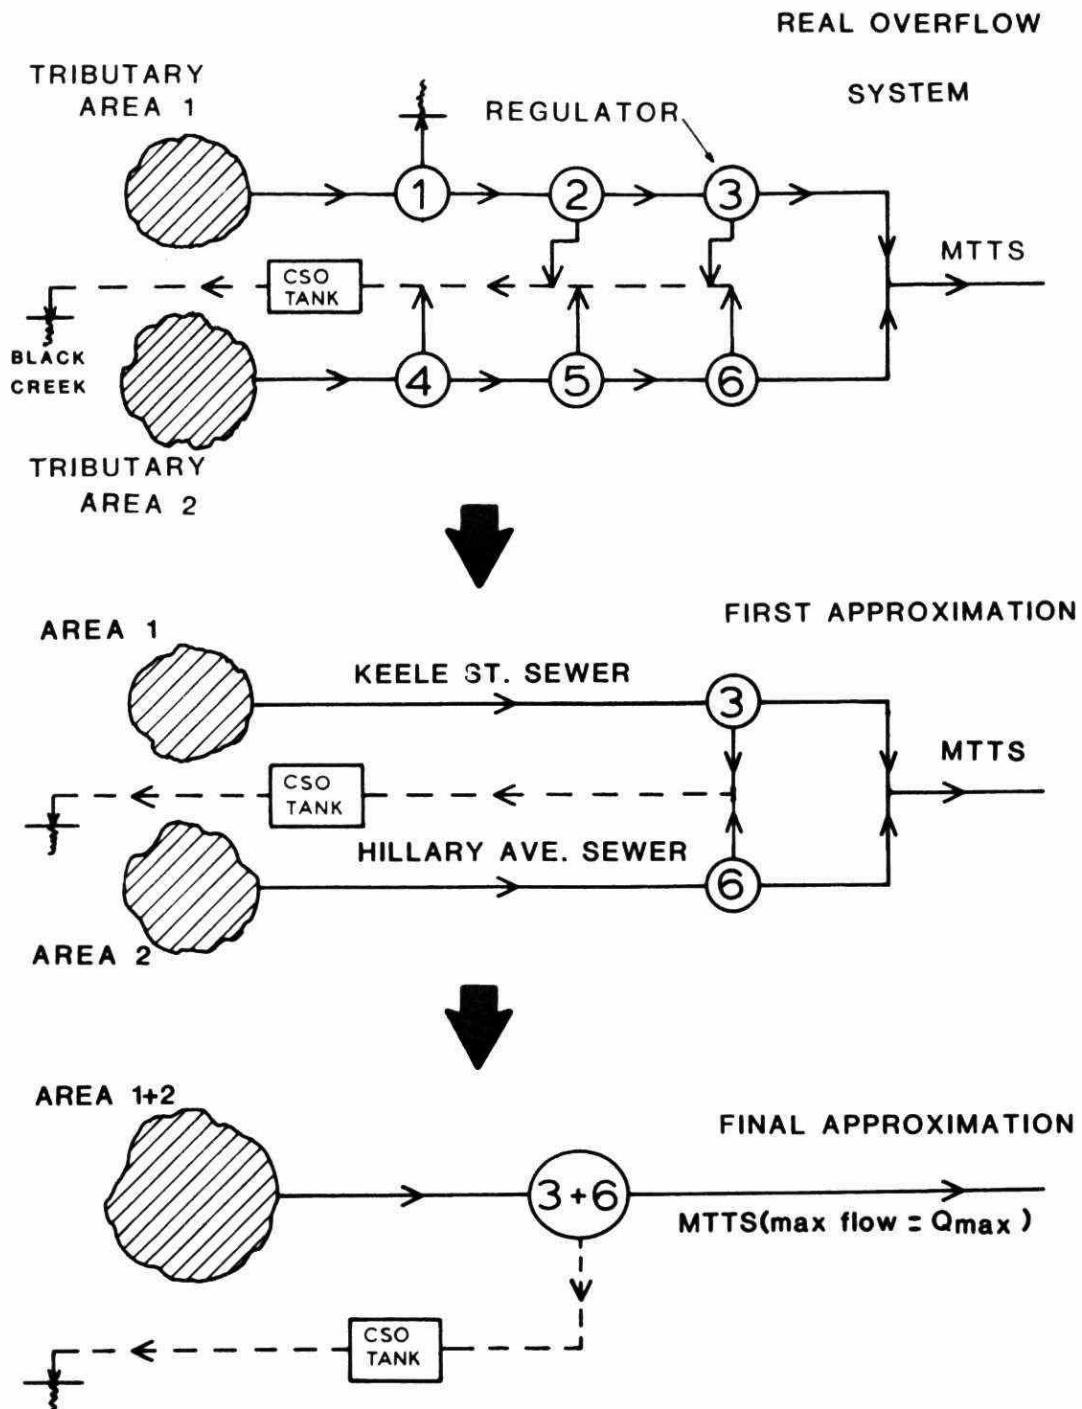 REAL OVERFLOW
SYSTEM
TRIBUTARY
AREA 1
REGULATOR
1
2
3
MTTS
CSO
TANK
BLACK
CREEK
4
5
6
TRIBUTARY
AREA 2
FIRST APPROXIMATION
AREA 1
KEELE ST. SEWER
3
MTTS
CSO
TANK
HILLARY AVE. SEWER
6
AREA 2
AREA 1+2
FINAL APPROXIMATION
3+6
MTTS(max flow = Qmax)
CSO
TANK